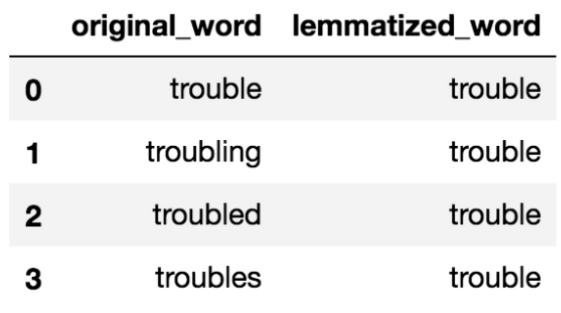 original_word lemmatized_word
0 trouble trouble
1 troubling trouble
2 troubled trouble
3 troubles trouble